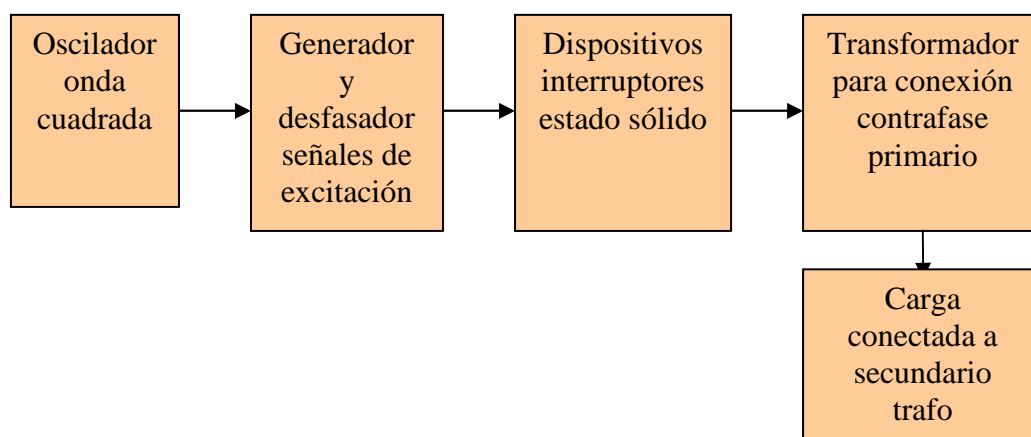 Oscilador
onda
cuadrada
Generador
y
desfasador
señales de
excitación
Dispositivos
interruptores
estado sólido
Transformador
para conexión
contrafase
primario
Carga
conectada a
secundario
trafo